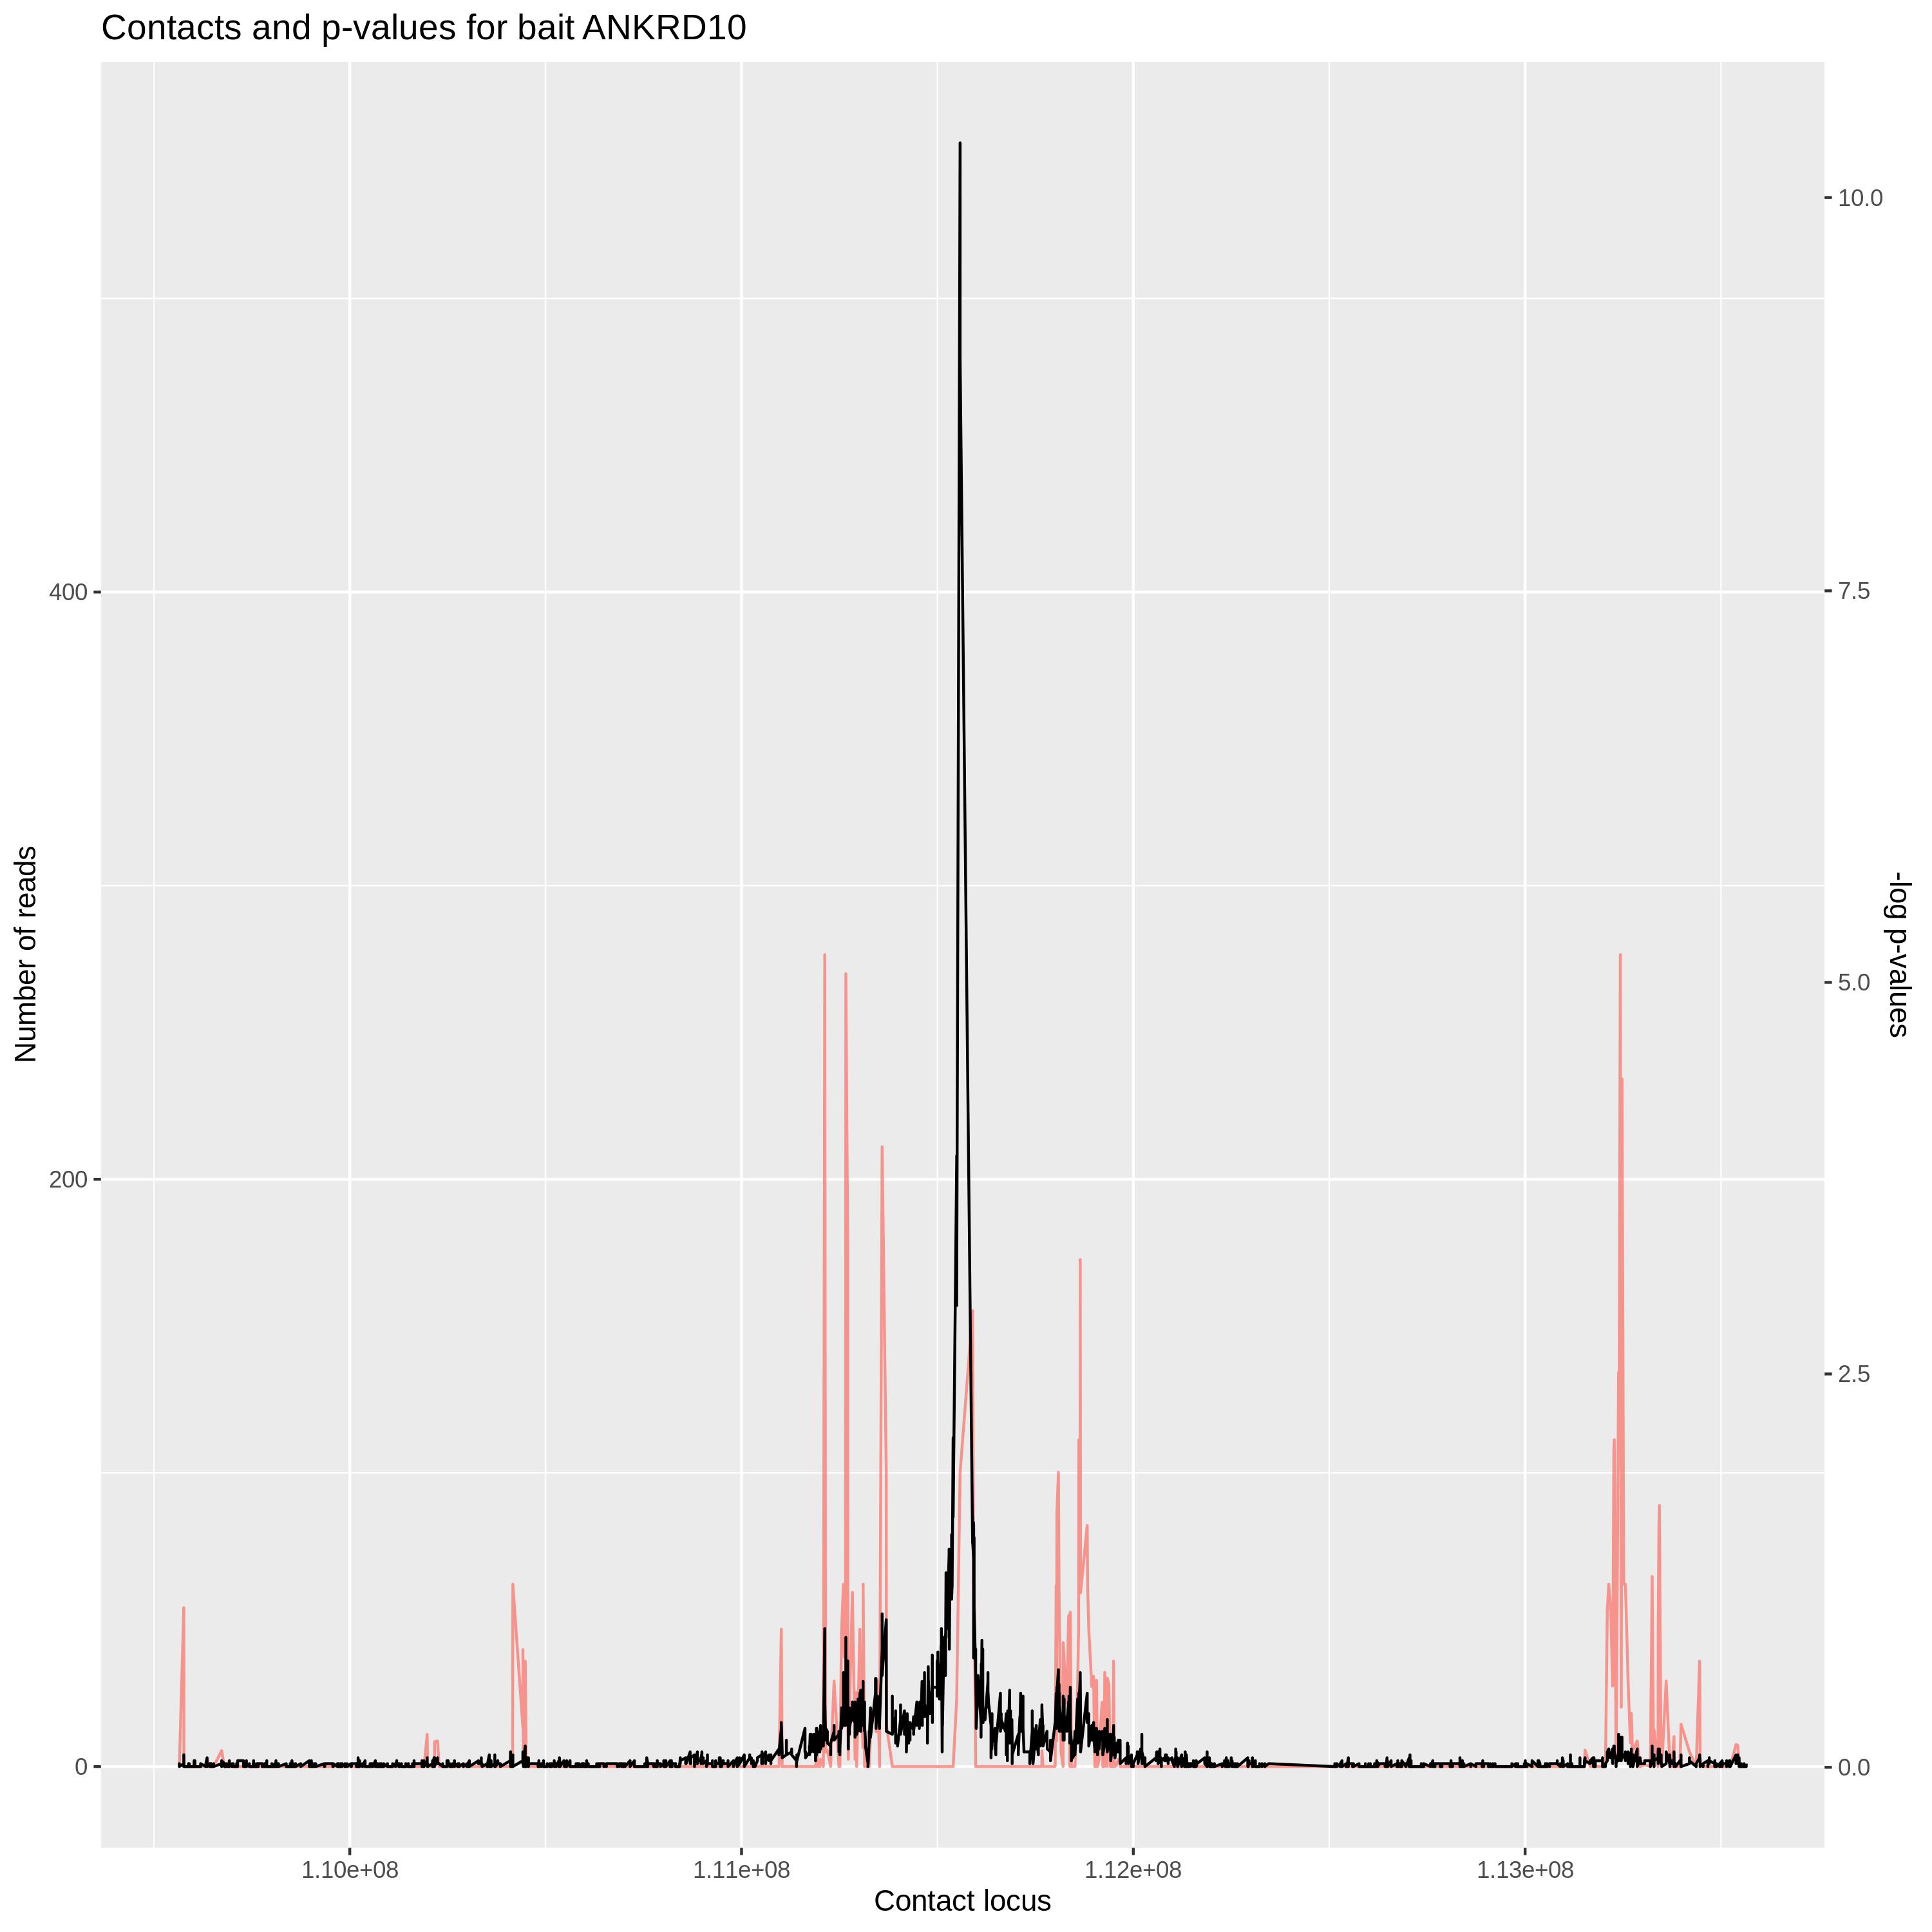 Contacts and p-values for bait ANKRD10
10.0
400
7.5
Number of reads
-log p-values
5.0
200
2.5
0
0.0
1.10e+08
1.11e+08
1.12e+08
1.13e+08
Contact locus